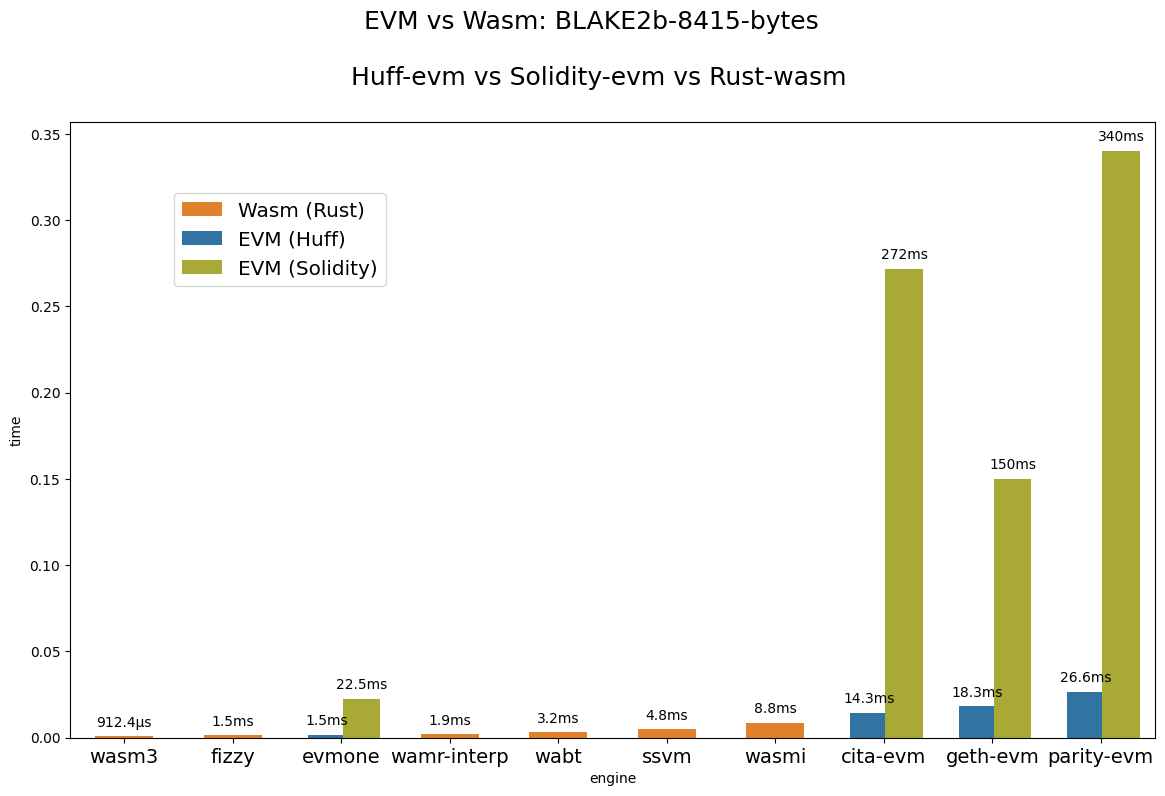 EVM vs Wasm: BLAKE2b-8415-bytes
Huff-evm vs Solidity-evm vs Rust-wasm
0.35
0.30
0.25
0.20
0.15
0.10
0.05
0.00
time
Wasm (Rust)
EVM (Huff)
EVM (Solidity)
912.4µs
1.5ms
1.5ms
22.5ms
1.9ms
3.2ms
4.8ms
8.8ms
14.3ms
272ms
18.3ms
150ms
26.6ms
340ms
wasm3 fizzy evmone wamr-interp wabt ssvm wasmi cita-evm geth-evm parity-evm
engine